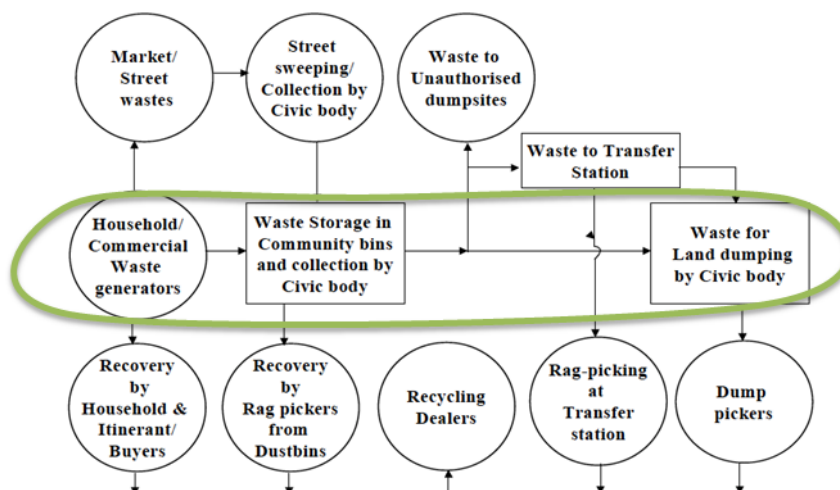 Market/
Street
wastes
Street
sweeping/
Collection by
Civic body
Waste to
Unauthorised
dumpsites
Waste to Transfer
Station
Household/
Commercial
Waste
generators
Waste Storage in
Community bins
and collection by
Civic body
Waste for
Land dumping
by Civic body
Recovery
by
Household &
Itinerant/
Buyers
Recovery
by
Rag pickers
from
Dustbins
Recycling
Dealers
Rag-picking
at
Transfer
station
Dump
pickers